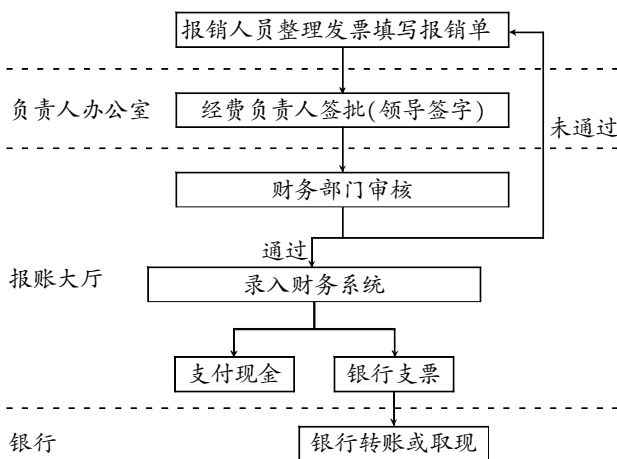 报销人员整理发票填写报销单
负责人办公室
经费负责人签批(领导签字)
未通过
财务部门审核
通过
报账大厅
录入财务系统
支付现金
银行支票
银行
银行转账或取现